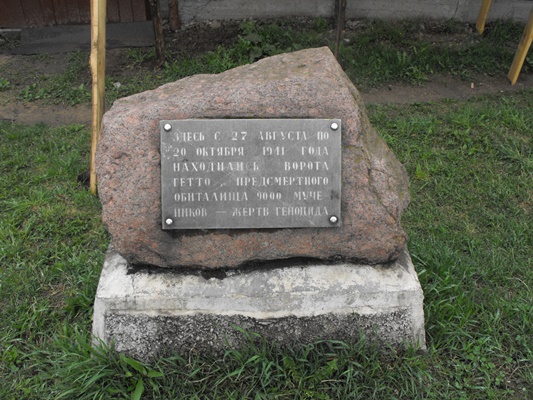 ЗДЕСЬ С 27 АВГУСТА ПО
20 ОКТЯБРЯ 1941 ГОДА
НАХОДИЛИСЬ ВОРОТА
ГЕТТО – ПРЕДСМЕРТНОГО
ОБИТАЛИЩА 9000 МУЧЕ-
НИКОВ – ЖЕРТВ ГЕНОЦИДА